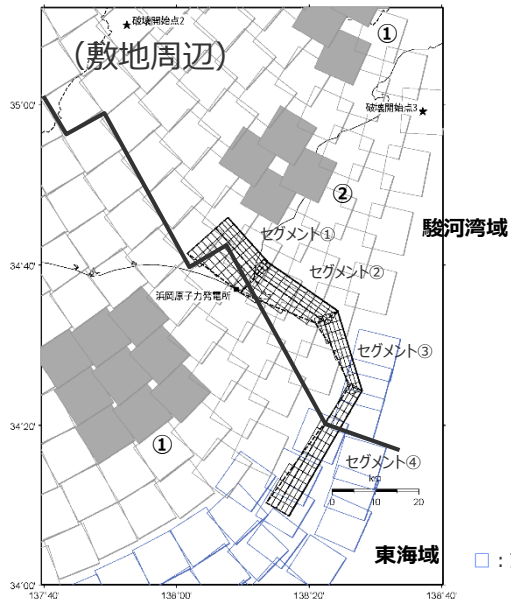 破壊開始点2
①
(敷地周辺)
35°00'
破壊開始点3
②
セグメント①
駿河湾域
セグメント②
34°40'
浜岡原子力発電所
セグメント③
34°20'
①
セグメント④
km
0 10 20
東海域
□:
34°00'
137°40' 138°00' 138°20' 138°40'